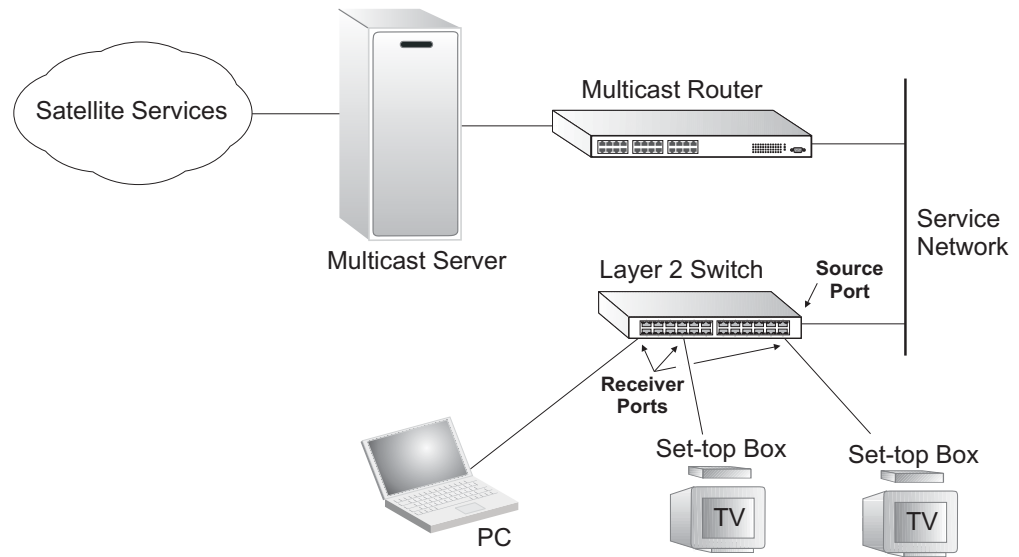 Satellite Services
Multicast Router
Service
Network
Multicast Server
Layer 2 Switch
Source
Port
Receiver
Ports
Set-top Box
Set-top Box
TV
TV
PC